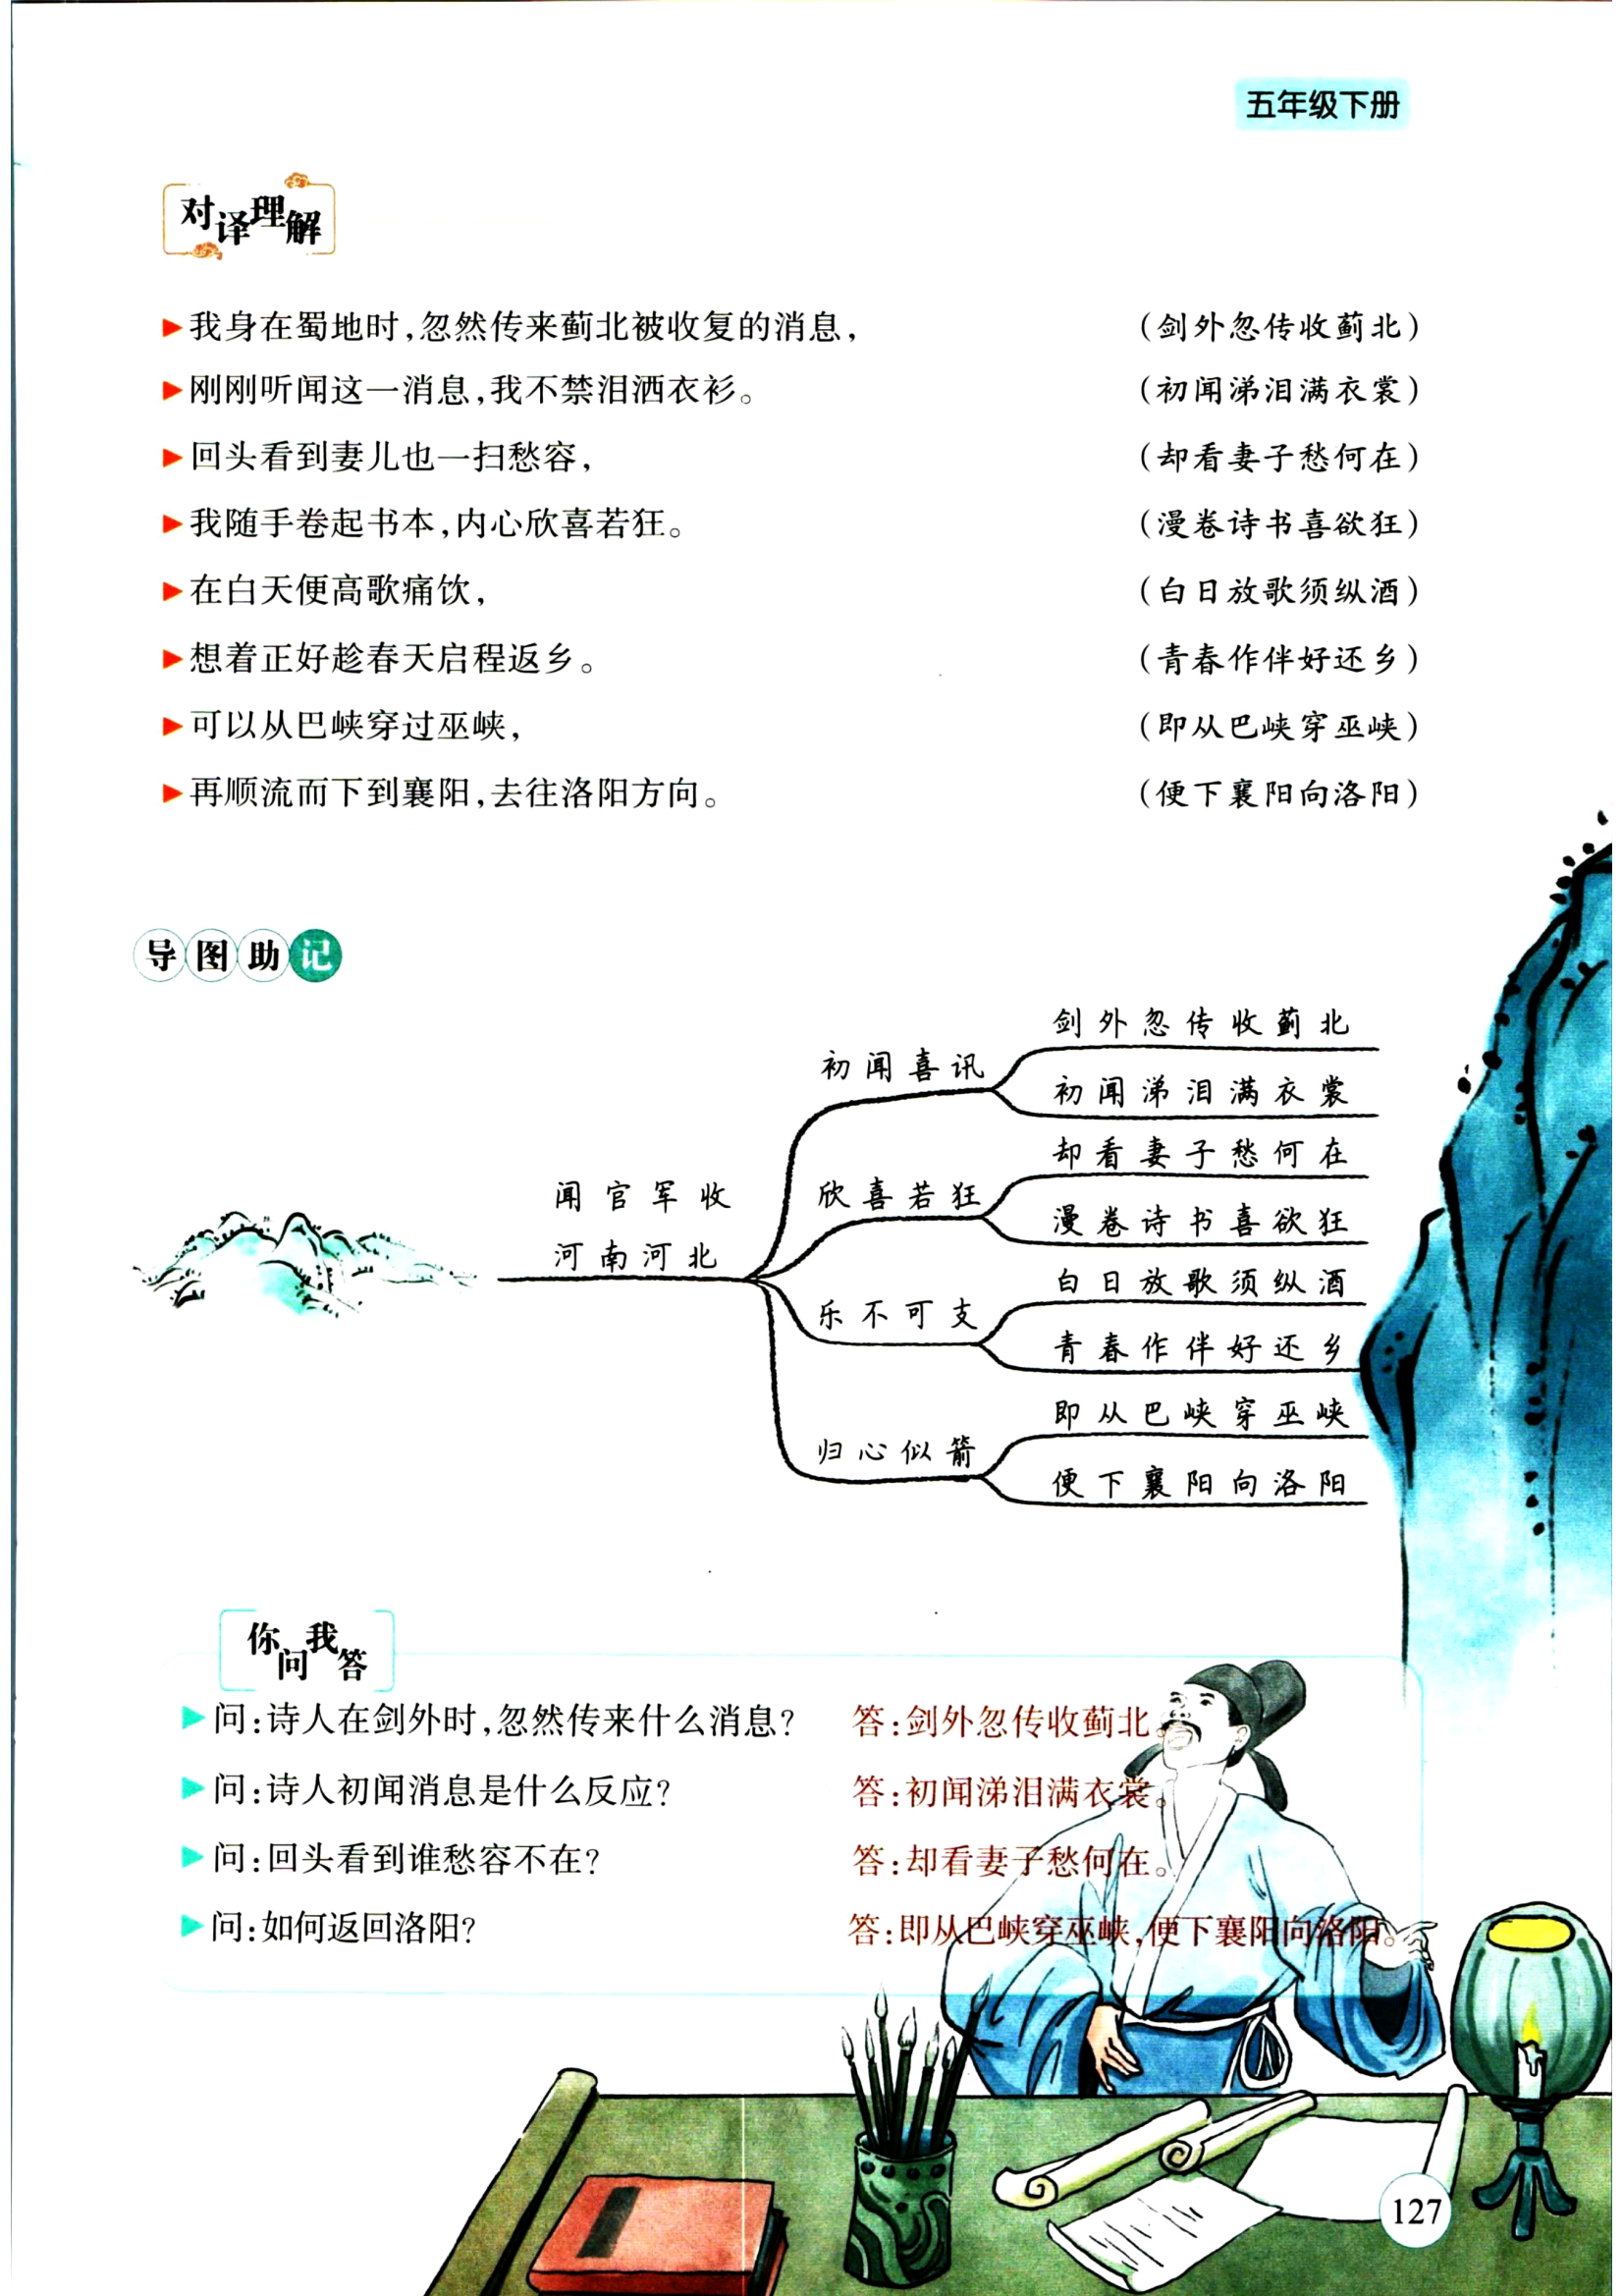 五年级下册
对译理解
我身在蜀地时，忽然传来蓟北被收复的消息， （剑外忽传收蓟北）
刚刚听闻这一消息，我不禁泪洒衣衫。 （初闻涕泪满衣裳）
回头看到妻儿也一扫愁容， （却看妻子愁何在）
我随手卷起书本，内心欣喜若狂。 （漫卷诗书喜欲狂）
在白天便高歌痛饮， （白日放歌须纵酒）
想着正好趁春天启程返乡。 （青春作伴好还乡）
可以从巴峡穿过巫峡， （即从巴峡穿巫峡）
再顺流而下到襄阳，去往洛阳方向。 （便下襄阳向洛阳）
导图助记
闻官军收
河南河北
初闻喜讯
剑外忽传收蓟北
初闻涕泪满衣裳
欣喜若狂
却看妻子愁何在
漫卷诗书喜欲狂
乐不可支
白日放歌须纵酒
青春作伴好还乡
归心似箭
即从巴峡穿巫峡
便下襄阳向洛阳
你问我答
问：诗人在剑外时，忽然传来什么消息？ 答：剑外忽传收蓟北。
问：诗人初闻消息是什么反应？ 答：初闻涕泪满衣裳。
问：回头看到谁愁容不在？ 答：却看妻子愁何在。
问：如何返回洛阳？ 答：即从巴峡穿巫峡，便下襄阳向洛阳。
127